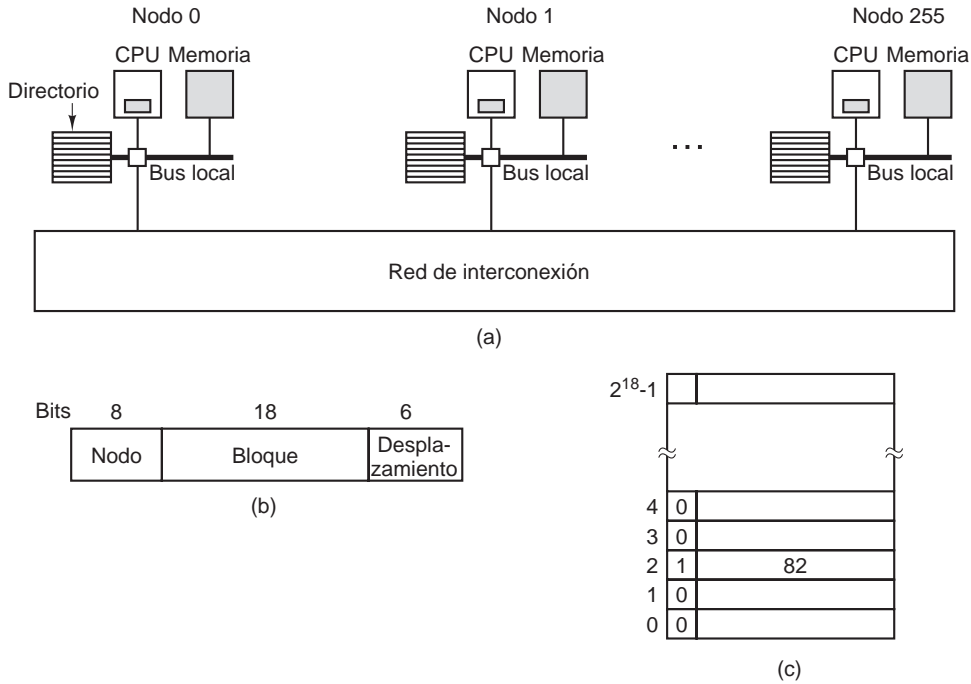 Nodo 0 Nodo 1 Nodo 255
CPU Memoria CPU Memoria CPU Memoria
Directorio
Bus local Bus local ... Bus local
Red de interconexión
(a)
Bits 8 18 6
Nodo Bloque Despla-
zamiento
(b)
2^18-1
4 0
3 0
2 1 82
1 0
0 0
(c)